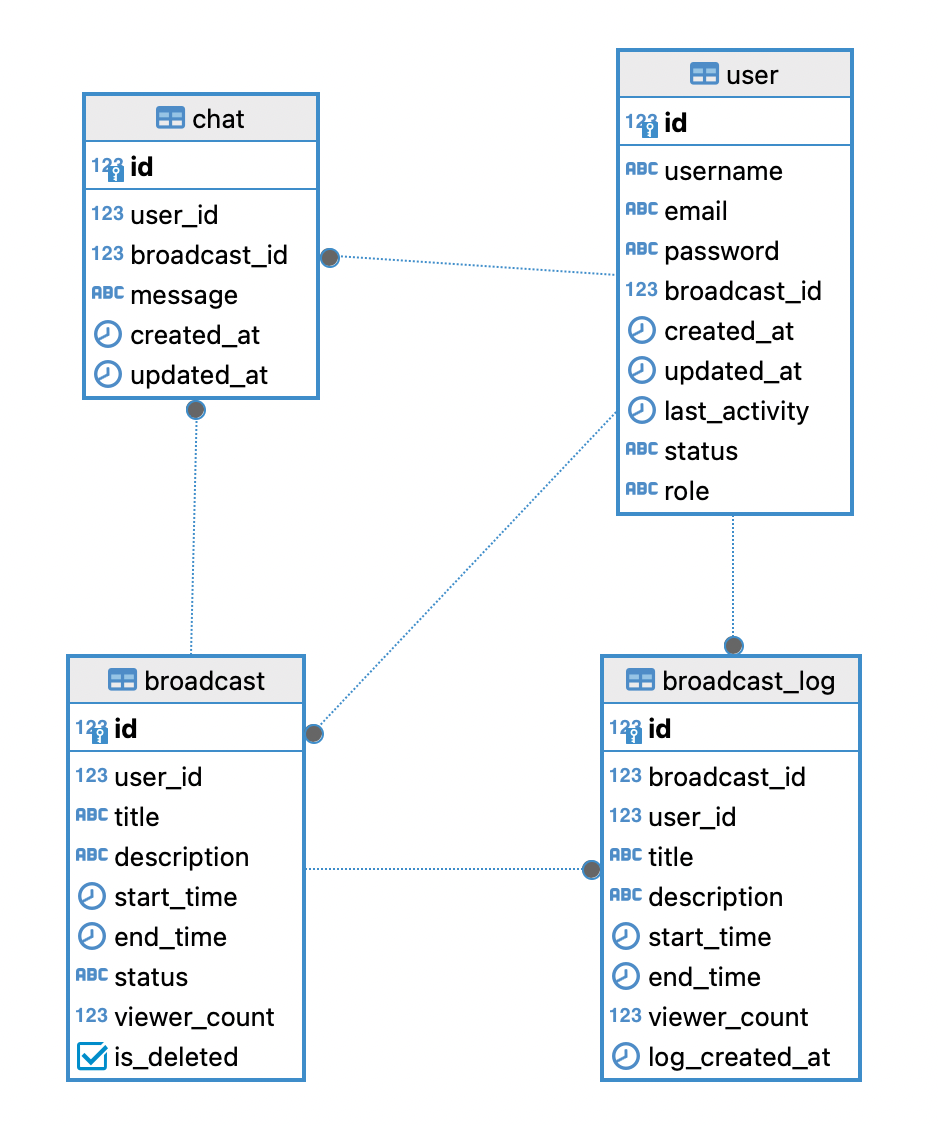 chat
123 id
123 user_id
123 broadcast_id
ABC message
created_at
updated_at
user
123 id
ABC username
ABC email
ABC password
123 broadcast_id
created_at
updated_at
last_activity
ABC status
ABC role
broadcast
123 id
123 user_id
ABC title
ABC description
start_time
end_time
ABC status
123 viewer_count
is_deleted
broadcast_log
123 id
123 broadcast_id
123 user_id
ABC title
ABC description
start_time
end_time
123 viewer_count
log_created_at